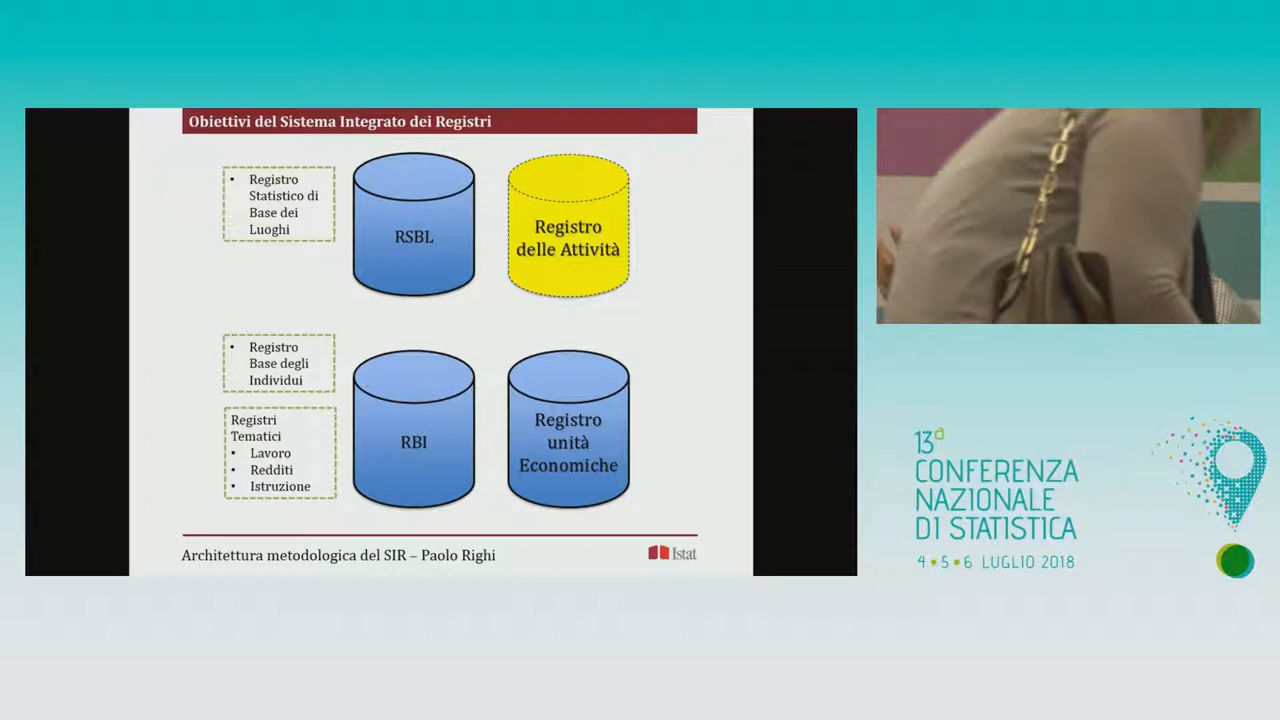 Obiettivi del Sistema Integrato dei Registri
• Registro
Statistico di
Base dei
Luoghi
RSBL
Registro
delle Attività
• Registro
Base degli
Individui
Registri
Tematici
• Lavoro
• Redditi
• Istruzione
RBI
Registro
unità
Economiche
Architettura metodologica del SIR – Paolo Righi
Istat
13a
CONFERENZA
NAZIONALE
DI STATISTICA
4 • 5 • 6 LUGLIO 2018